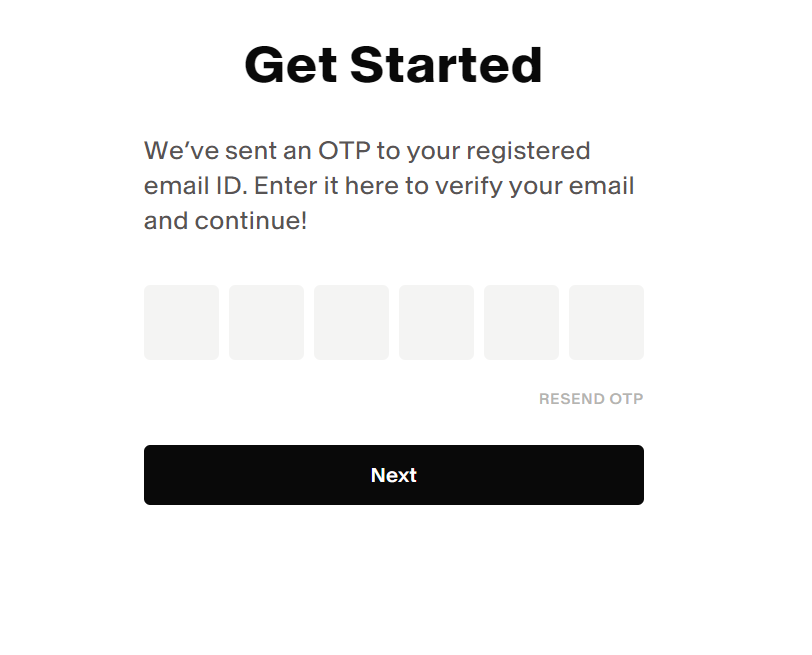 Get Started
We’ve sent an OTP to your registered
email ID. Enter it here to verify your email
and continue!
RESEND OTP
Next